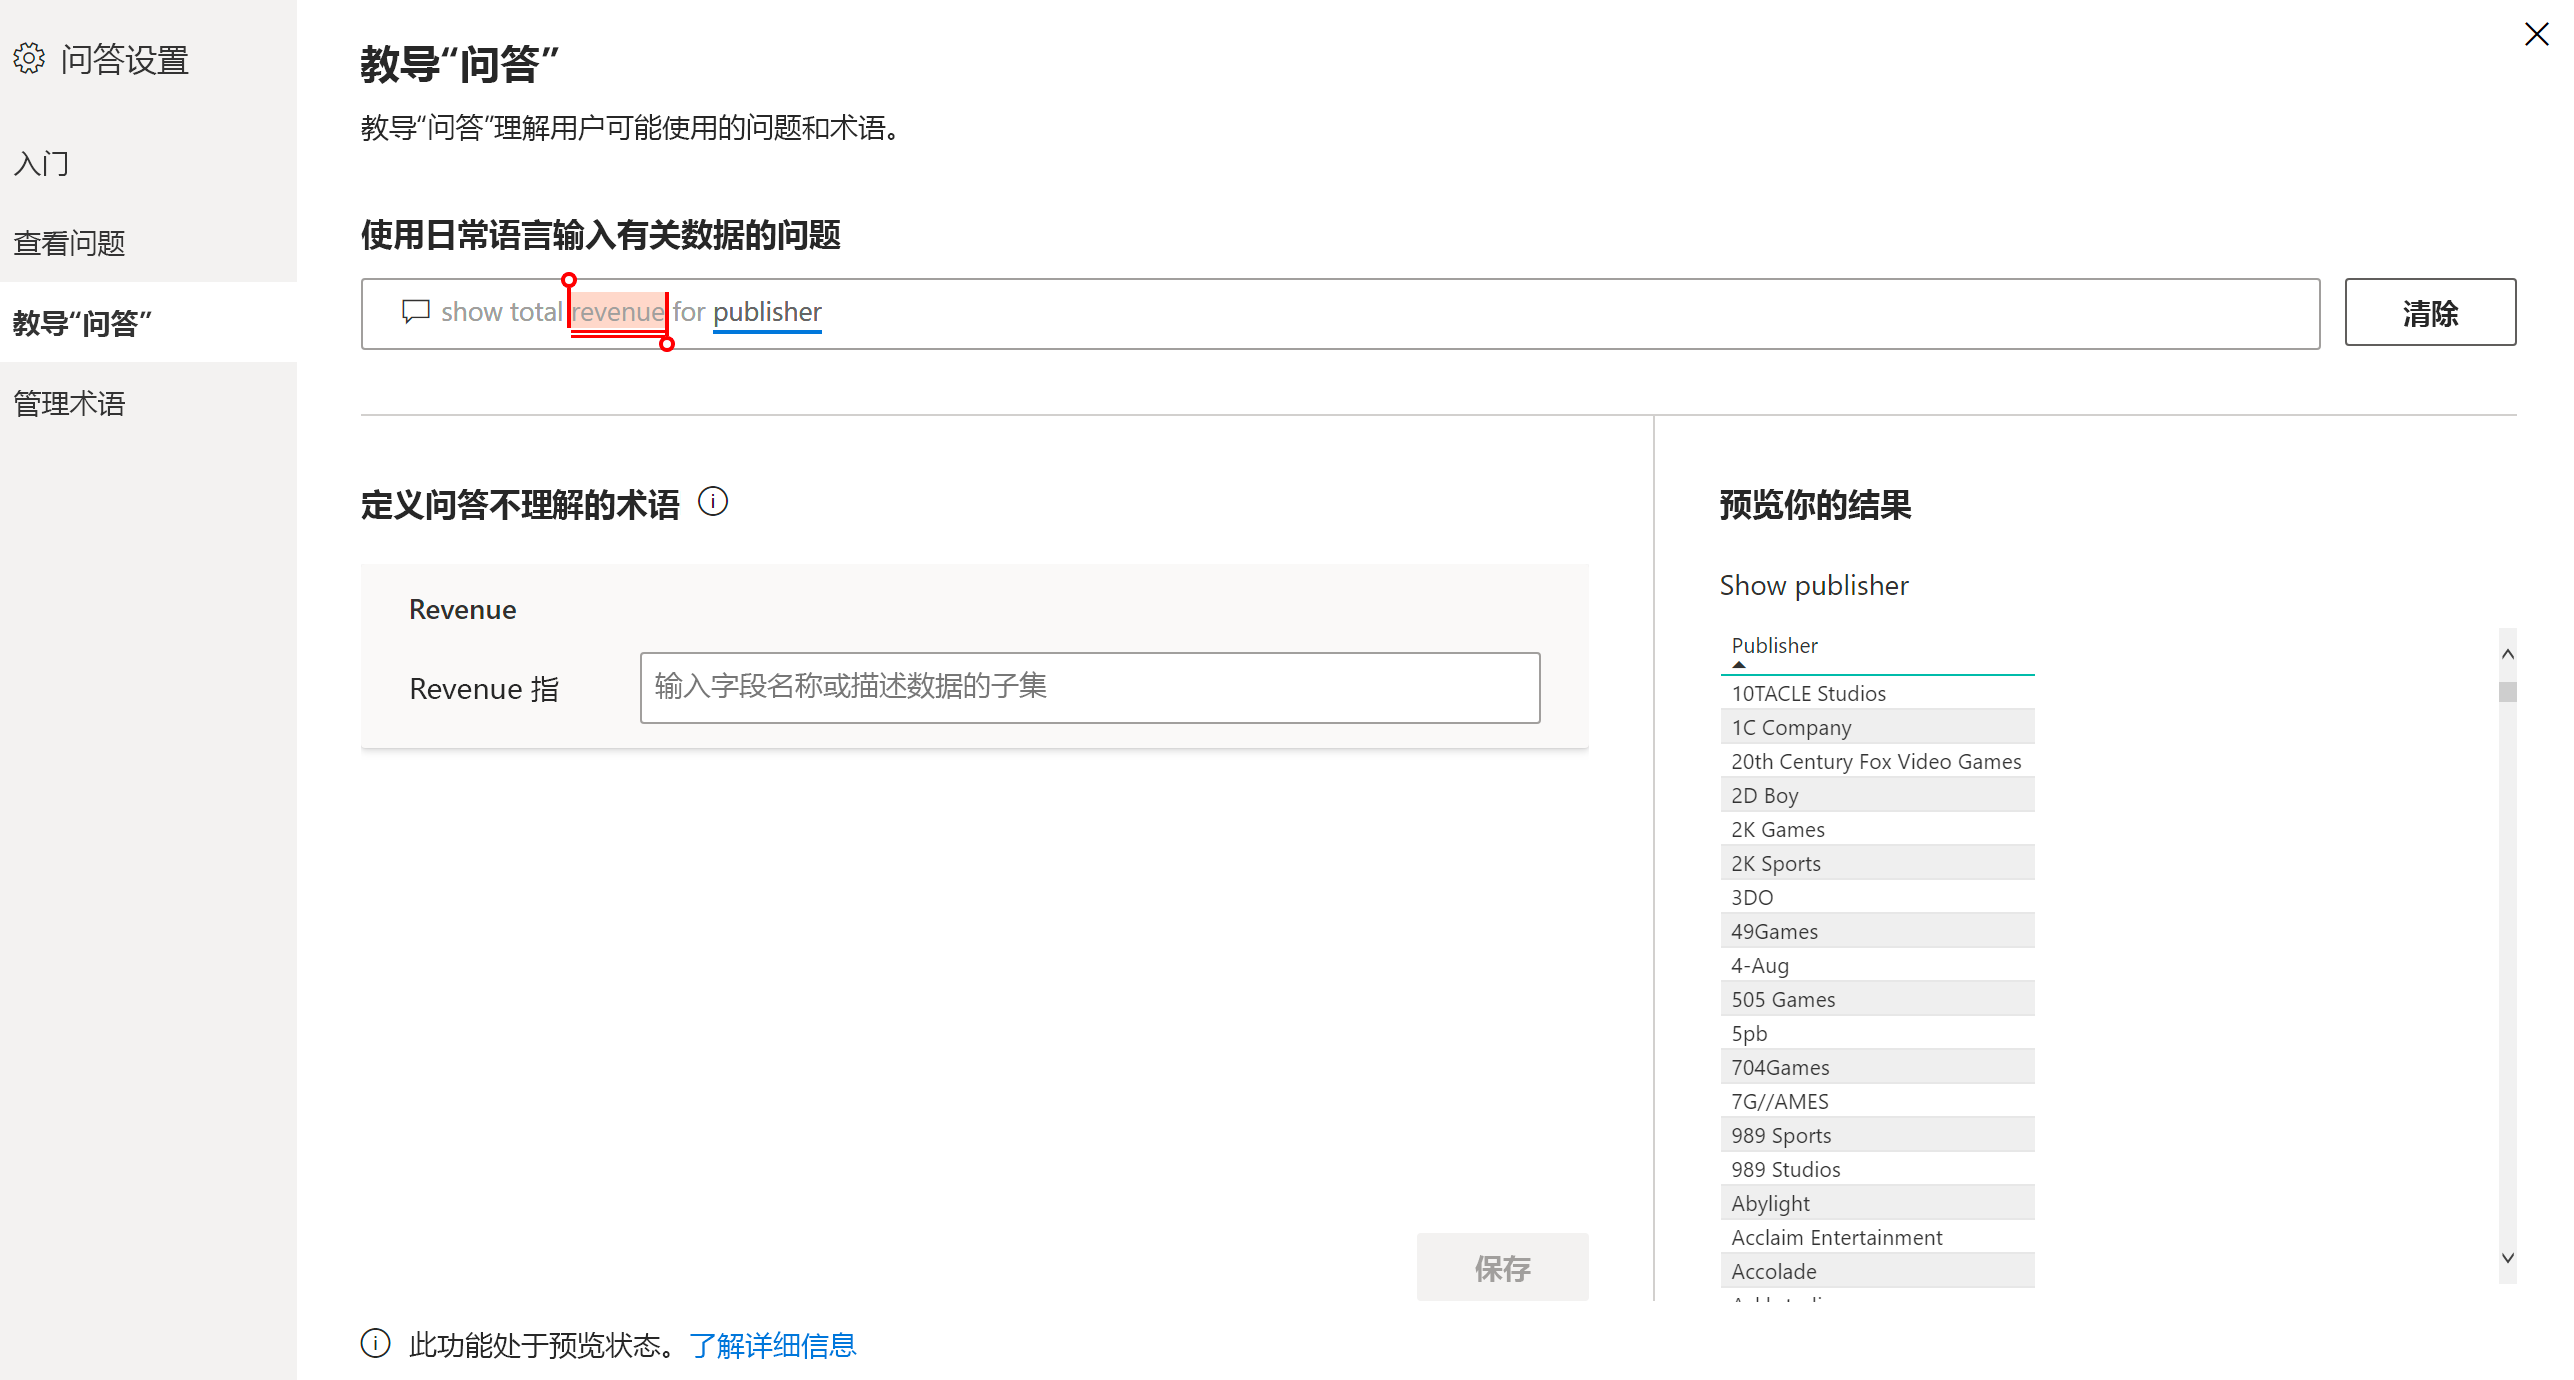 问答设置
入门
查看问题
教导“问答”
管理术语
教导“问答”
教导“问答”理解用户可能使用的问题和术语。
使用日常语言输入有关数据的问题
show total revenue for publisher
清除
定义问答不理解的术语
Revenue
Revenue 指
输入字段名称或描述数据的子集
保存
此功能处于预览状态。了解详细信息
预览你的结果
Show publisher
Publisher
10TACLE Studios
1C Company
20th Century Fox Video Games
2D Boy
2K Games
2K Sports
3DO
49Games
4-Aug
505 Games
5pb
704Games
7G//AMES
989 Sports
989 Studios
Abylight
Acclaim Entertainment
Accolade